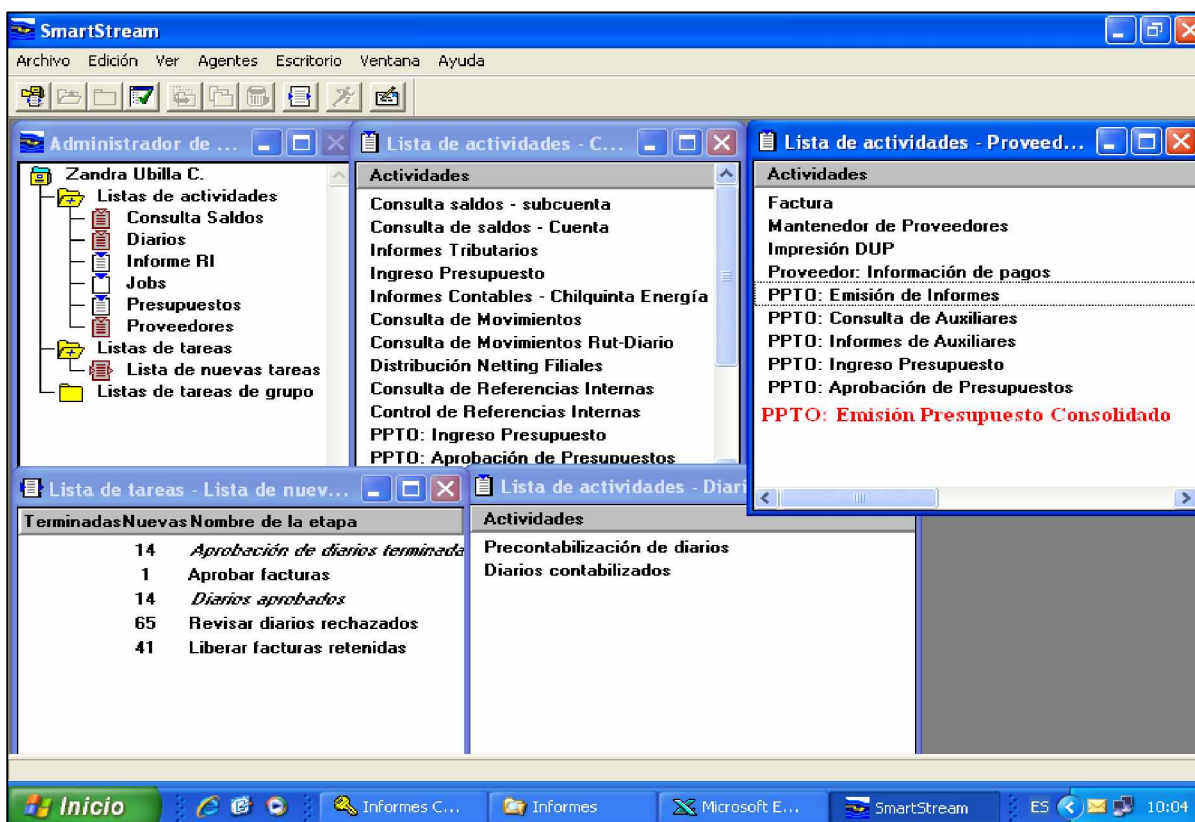 SmartStream
Archivo Edición Ver Agentes Escritorio Ventana Ayuda
Administrador de ...
Zandra Ubilla C.
Listas de actividades
Consulta Saldos
Diarios
Informe RI
Jobs
Presupuestos
Proveedores
Listas de tareas
Lista de nuevas tareas
Listas de tareas de grupo
Lista de actividades - C...
Actividades
Consulta saldos - subcuenta
Consulta de saldos - Cuenta
Informes Tributarios
Ingreso Presupuesto
Informes Contables - Chilquinta Energía
Consulta de Movimientos
Consulta de Movimientos Rut-Diario
Distribución Netting Filiales
Consulta de Referencias Internas
Control de Referencias Internas
PPTO: Ingreso Presupuesto
PPTO: Aprobación de Presupuestos
Lista de actividades - Proveed...
Actividades
Factura
Mantenedor de Proveedores
Impresión DUP
Proveedor: Información de pagos
PPTO: Emisión de Informes
PPTO: Consulta de Auxiliares
PPTO: Informes de Auxiliares
PPTO: Ingreso Presupuesto
PPTO: Aprobación de Presupuestos
PPTO: Emisión Presupuesto Consolidado
Lista de tareas - Lista de nuev...
Terminadas Nuevas Nombre de la etapa
14 Aprobación de diarios terminada
1 Aprobar facturas
14 Diarios aprobados
65 Revisar diarios rechazados
41 Liberar facturas retenidas
Lista de actividades - Diari
Actividades
Precontabilización de diarios
Diarios contabilizados
Inicio Informes C... Informes Microsoft E... SmartStream ES 10:04